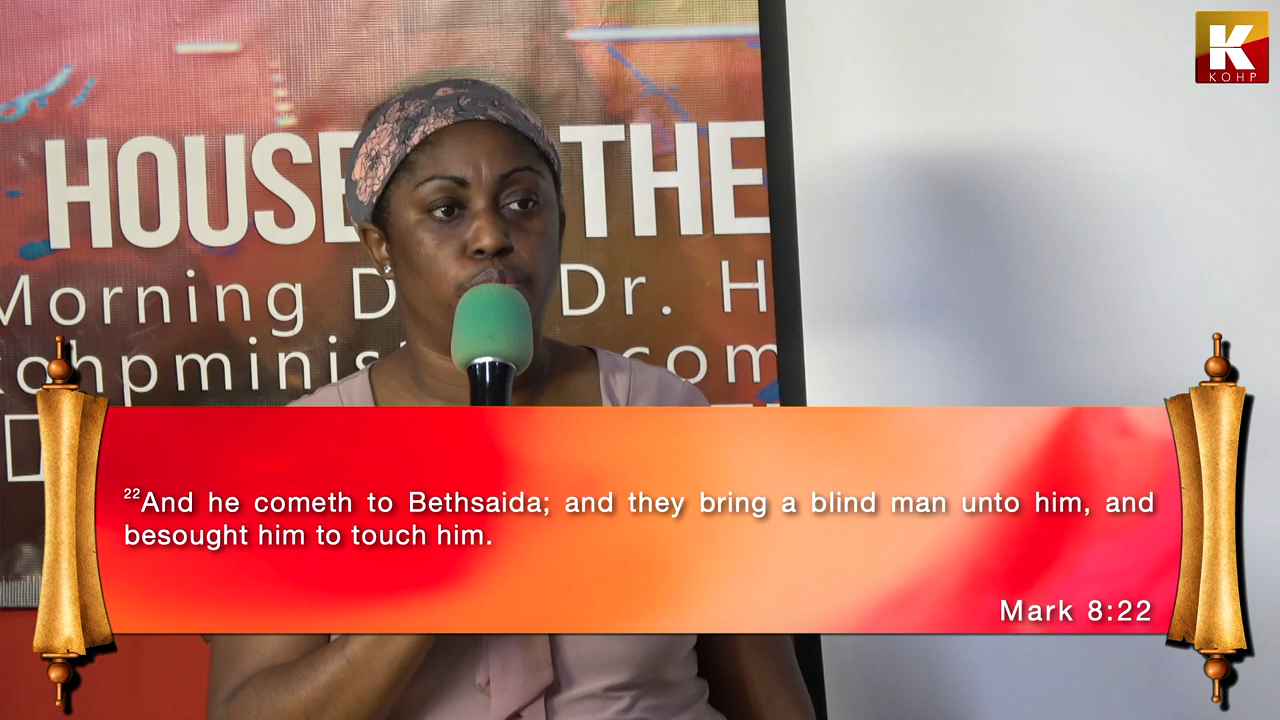 K
KOHP
HOUSE THE
Morning D Dr. H
kohpminis com
²²And he cometh to Bethsaida; and they bring a blind man unto him, and
besought him to touch him.
Mark 8:22